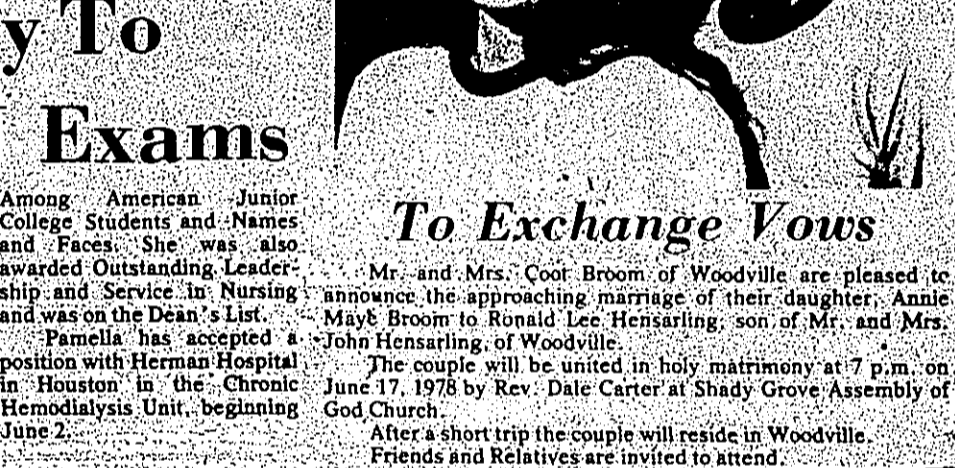 y To
Exams
Among American Junior
College Students and Names
and Faces. She was also
awarded Outstanding Leader-
ship and Service in Nursing
and was on the Dean's List.
Pamella has accepted a
position with Herman Hospital
in Houston in the Chronic
Hemodialysis Unit, beginning
June 2.
To Exchange Vows
Mr. and Mrs. Coot Broom of Woodville are pleased to
announce the approaching marriage of their daughter, Annie
Maye Broom to Ronald Lee Hensarling, son of Mr. and Mrs.
John Hensarling, of Woodville.
The couple will be united in holy matrimony at 7 p.m. on
June 17, 1978 by Rev. Dale Carter at Shady Grove Assembly of
God Church.
After a short trip the couple will reside in Woodville.
Friends and Relatives are invited to attend.